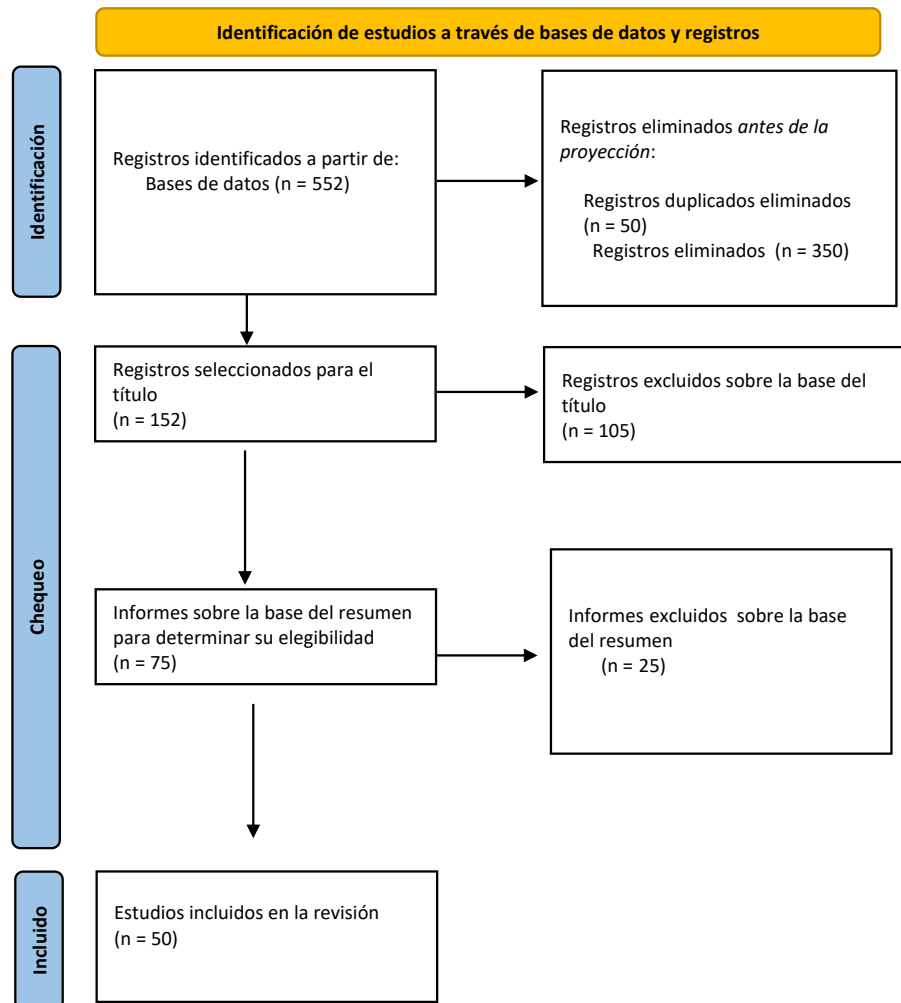 Identificación de estudios a través de bases de datos y registros
Identificación
Registros identificados a partir de:
Bases de datos (n = 552)
Registros eliminados antes de la
proyección:
Registros duplicados eliminados
(n = 50)
Registros eliminados (n = 350)
Chequeo
Registros seleccionados para el
título
(n = 152)
Registros excluidos sobre la base del
título
(n = 105)
Informes sobre la base del resumen
para determinar su elegibilidad
(n = 75)
Informes excluidos sobre la base
del resumen
(n = 25)
Incluido
Estudios incluidos en la revisión
(n = 50)